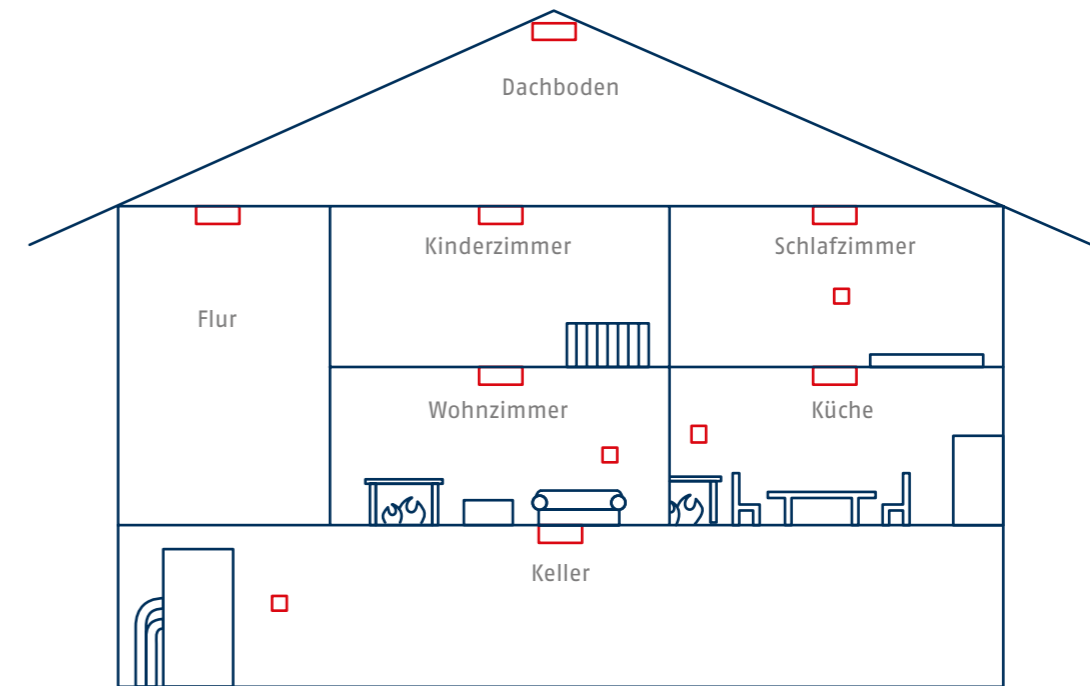 Dachboden
Kinderzimmer
Schlafzimmer
Flur
Wohnzimmer
Küche
Keller